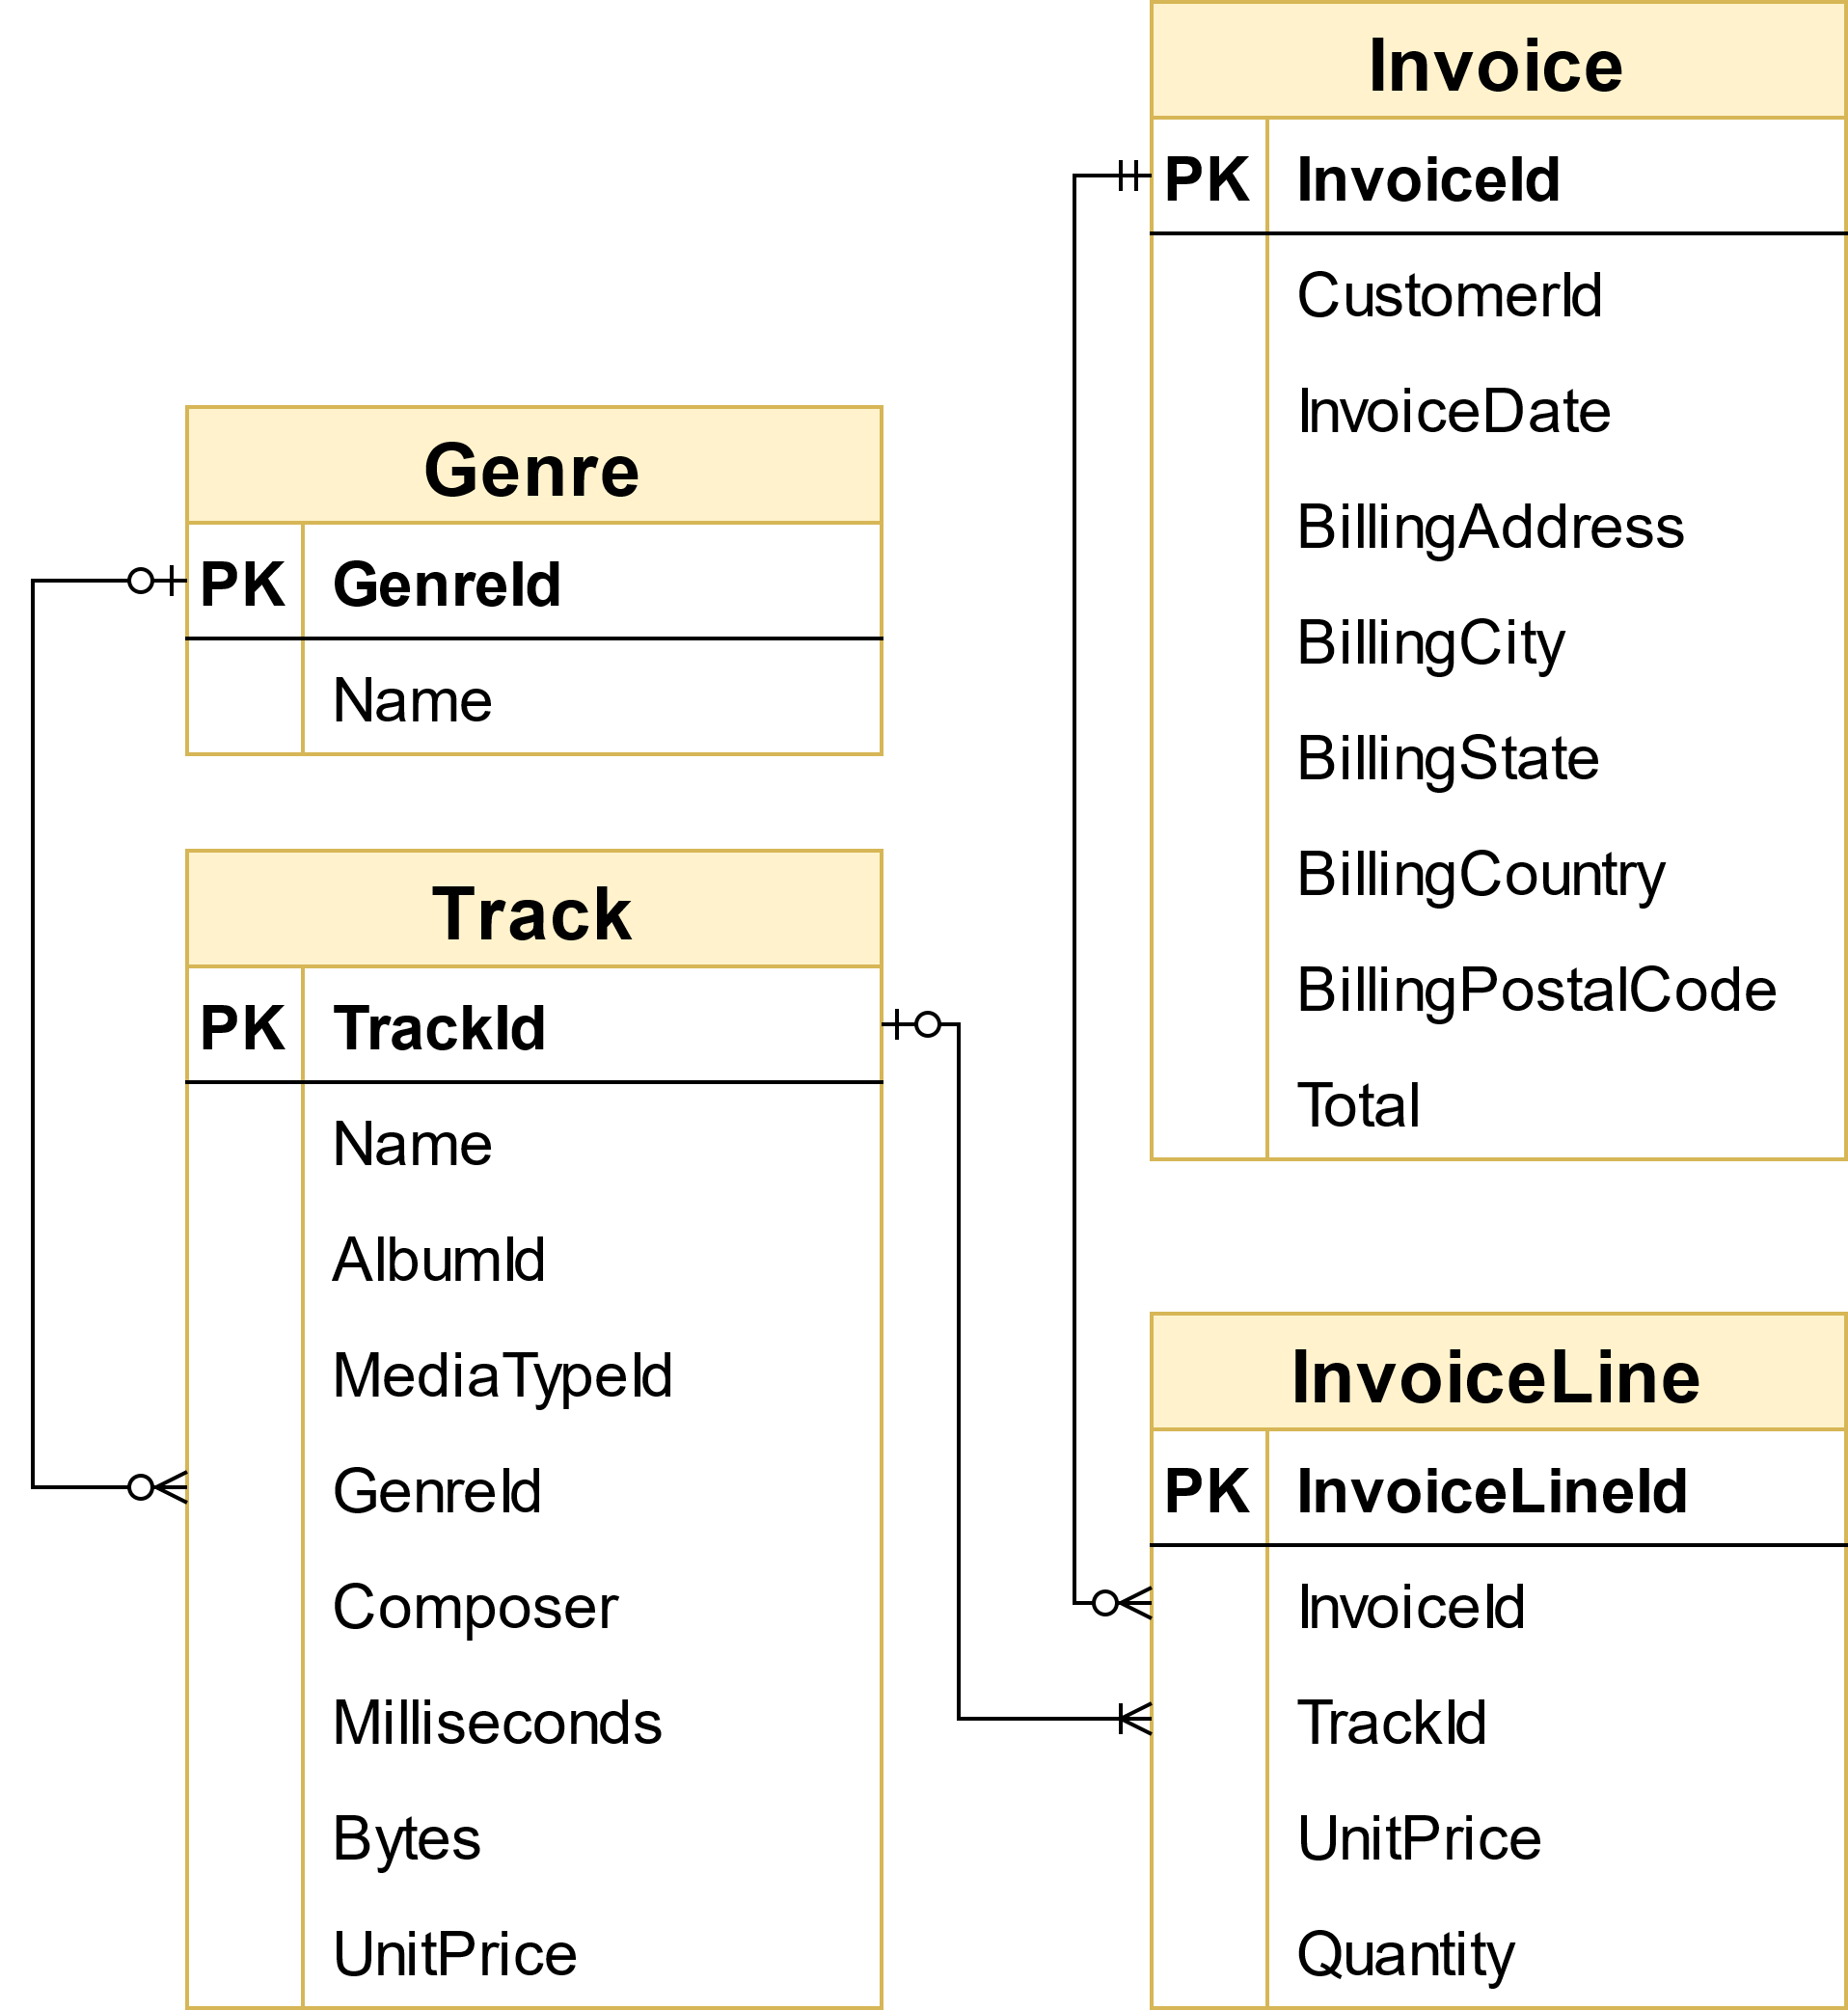 Invoice
PK InvoiceId
CustomerId
InvoiceDate
BillingAddress
BillingCity
BillingState
BillingCountry
BillingPostalCode
Total
Genre
PK GenreId
Name
Track
PK TrackId
Name
AlbumId
MediaTypeId
GenreId
Composer
Milliseconds
Bytes
UnitPrice
InvoiceLine
PK InvoiceLineId
InvoiceId
TrackId
UnitPrice
Quantity